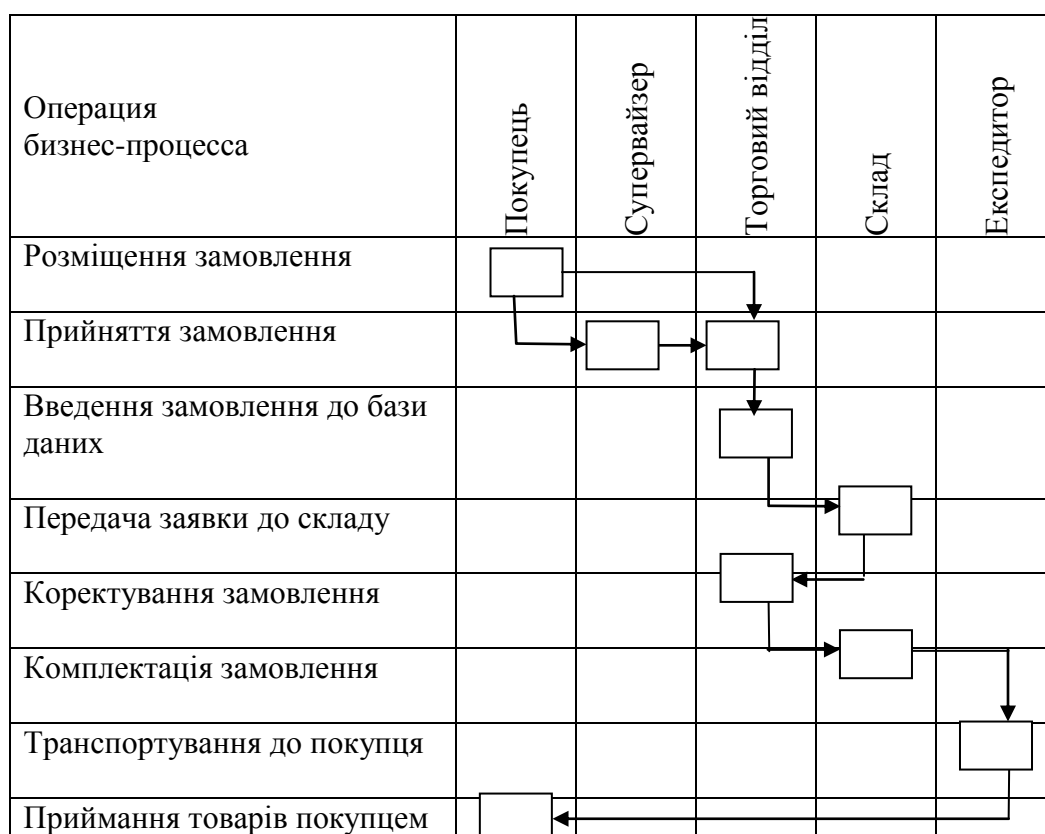 Операция
бизнес-процесса
Покупець
Супервайзер
Торговий відділ
Склад
Експедитор
Розміщення замовлення
Прийняття замовлення
Введення замовлення до бази
даних
Передача заявки до складу
Коректування замовлення
Комплектація замовлення
Транспортування до покупця
Приймання товарів покупцем